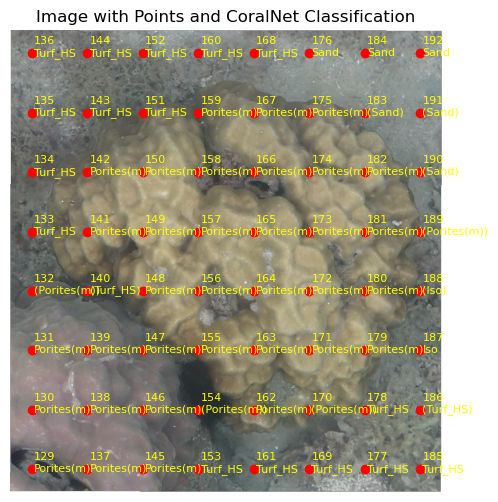 Image with Points and CoralNet Classification
136 144 152 160 168 176 184 192
Turf_HS Turf_HS Turf_HS Turf_HS Turf_HS Sand Sand Sand
135 143 151 159 167 175 183 191
Turf_HS Turf_HS Turf_HS Porites(m) Porites(m) Porites(m) (Sand) (Sand)
134 142 150 158 166 174 182 190
Turf_HS Porites(m) Porites(m) Porites(m) Porites(m) Porites(m) Porites(m) (Sand)
133 141 149 157 165 173 181 189
Turf_HS Porites(m) Porites(m) Porites(m) Porites(m) Porites(m) Porites(m) (Porites(m))
132 140 148 156 164 172 180 188
(Porites(m)) (Turf_HS) Porites(m) Porites(m) Porites(m) Porites(m) Porites(m) (Iso)
131 139 147 155 163 171 179 187
Porites(m) Porites(m) Porites(m) Porites(m) Porites(m) Porites(m) Porites(m) Iso
130 138 146 154 162 170 178 186
Porites(m) Porites(m) Porites(m) (Porites(m)) Porites(m) (Porites(m)) Turf_HS (Turf_HS)
129 137 145 153 161 169 177 185
Porites(m) Porites(m) Porites(m) Turf_HS Turf_HS Turf_HS Turf_HS Turf_HS